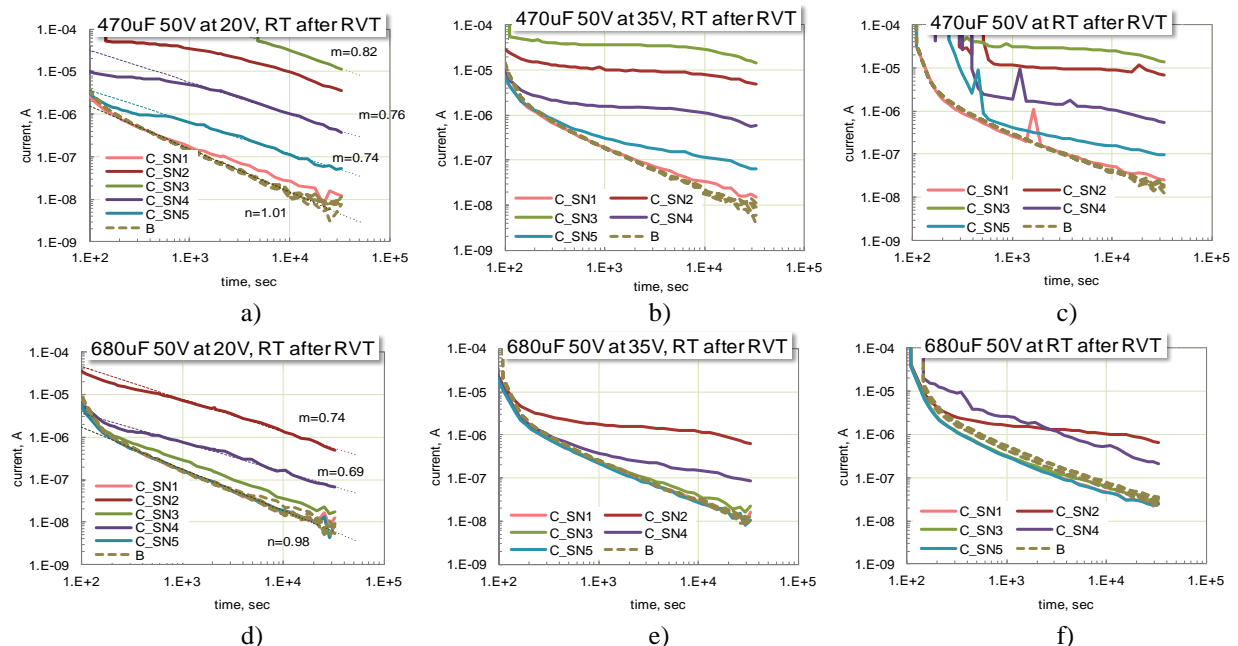 470uF 50V at 20V, RT after RVT
1.E-04
1.E-05
1.E-06
1.E-07
1.E-08
1.E-09
current, A
m=0.82
m=0.76
m=0.74
n=1.01
C_SN1
C_SN2
C_SN3
C_SN4
C_SN5
B
1.E+2 1.E+3 1.E+4 1.E+5
time, sec
a)
470uF 50V at 35V, RT after RVT
1.E-04
1.E-05
1.E-06
1.E-07
1.E-08
1.E-09
current, A
C_SN1 C_SN2
C_SN3 C_SN4
C_SN5 B
1.E+2 1.E+3 1.E+4 1.E+5
time, sec
b)
470uF 50V at RT after RVT
1.E-04
1.E-05
1.E-06
1.E-07
1.E-08
1.E-09
current, A
C_SN1 C_SN2
C_SN3 C_SN4
C_SN5 B
1.E+2 1.E+3 1.E+4 1.E+5
time, sec
c)
680uF 50V at 20V, RT after RVT
1.E-04
1.E-05
1.E-06
1.E-07
1.E-08
1.E-09
current, A
m=0.74
m=0.69
n=0.98
C_SN1
C_SN2
C_SN3
C_SN4
C_SN5
B
1.E+2 1.E+3 1.E+4 1.E+5
time, sec
d)
680uF 50V at 35V, RT after RVT
1.E-04
1.E-05
1.E-06
1.E-07
1.E-08
1.E-09
current, A
C_SN1 C_SN2
C_SN3 C_SN4
C_SN5 B
1.E+2 1.E+3 1.E+4 1.E+5
time, sec
e)
680uF 50V at RT after RVT
1.E-04
1.E-05
1.E-06
1.E-07
1.E-08
1.E-09
current, A
C_SN1 C_SN2
C_SN3 C_SN4
C_SN5 B
1.E+2 1.E+3 1.E+4 1.E+5
time, sec
f)